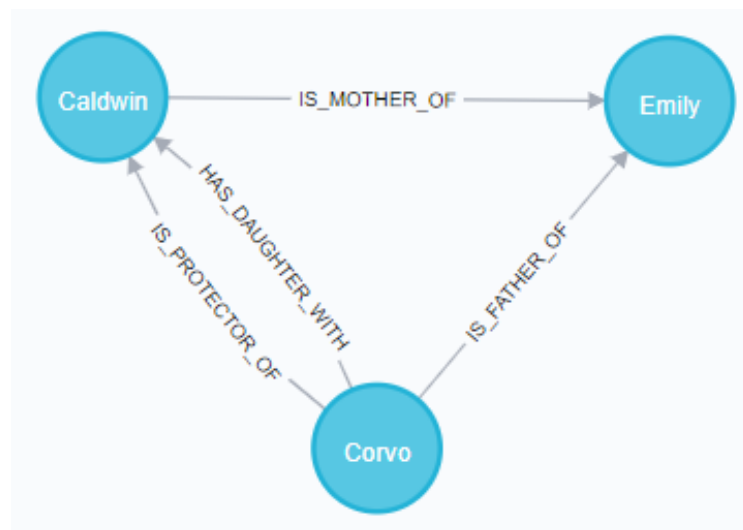 Caldwin
IS_MOTHER_OF
Emily
HAS_DAUGHTER_WITH
IS_PROTECTOR_OF
IS_FATHER_OF
Corvo